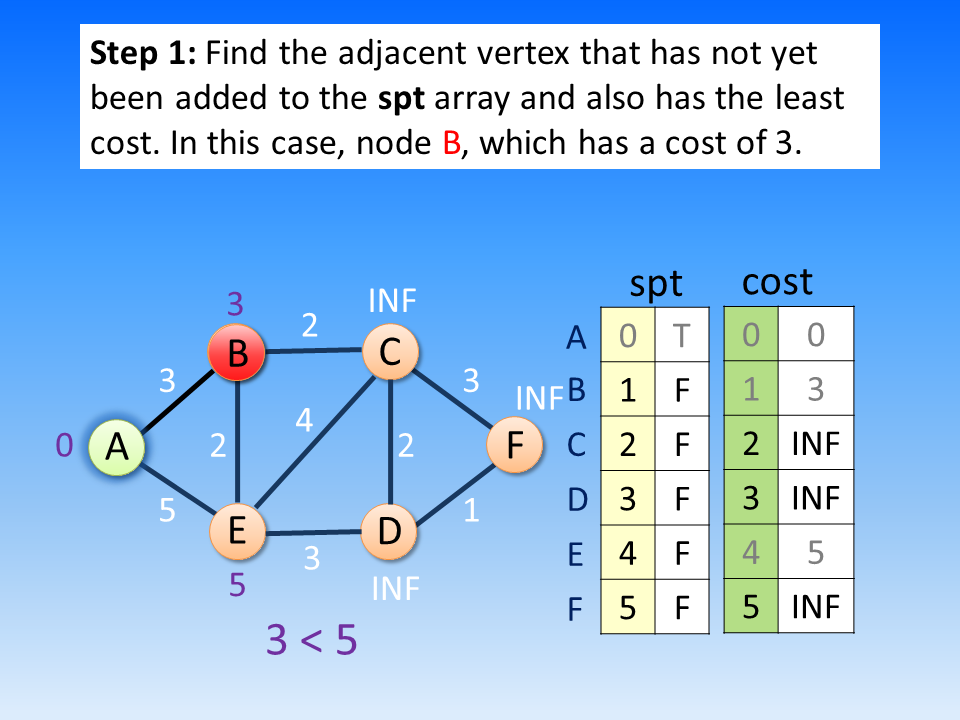 Step 1: Find the adjacent vertex that has not yet
been added to the spt array and also has the least
cost. In this case, node B, which has a cost of 3.
spt cost
3 2 INF
B C
3 3 INF
0 A 2 4 2 F
5 1
E D
5 3 INF
3 < 5
A 0 T 0 0
B 1 F 1 3
C 2 F 2 INF
D 3 F 3 INF
E 4 F 4 5
F 5 F 5 INF